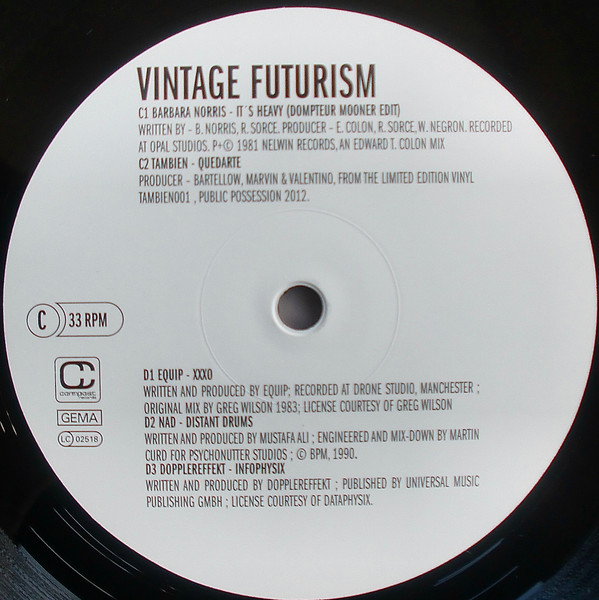 VINTAGE FUTURISM
C1 BARBARA NORRIS - IT´S HEAVY (DOMPTEUR MOONER EDIT)
WRITTEN BY – B. NORRIS, R. SORCE. PRODUCER - E. COLON, R. SORCE, W. NEGRON. RECORDED
AT OPAL STUDIOS. P+© 1981 NELWIN RECORDS, AN EDWARD T. COLON MIX
C2 TAMBIEN - QUEDARTE
PRODUCER – BARTELLOW, MARVIN & VALENTINO, FROM THE LIMITED EDITION VINYL
TAMBIEN001 , PUBLIC POSSESSION 2012.
C 33 RPM
D1 EQUIP - XXXO
WRITTEN AND PRODUCED BY EQUIP; RECORDED AT DRONE STUDIO, MANCHESTER ;
ORIGINAL MIX BY GREG WILSON 1983; LICENSE COURTESY OF GREG WILSON
D2 NAD - DISTANT DRUMS
WRITTEN AND PRODUCED BY MUSTAFA ALI ; ENGINEERED AND MIX-DOWN BY MARTIN
CURD FOR PSYCHONUTTER STUDIOS ; © BPM, 1990.
D3 DOPPLEREFFEKT - INFOPHYSIX
WRITTEN AND PRODUCED BY DOPPLEREFFEKT ; PUBLISHED BY UNIVERSAL MUSIC
PUBLISHING GMBH ; LICENSE COURTESY OF DATAPHYSIX.
compost
records
GEMA
LC 02518